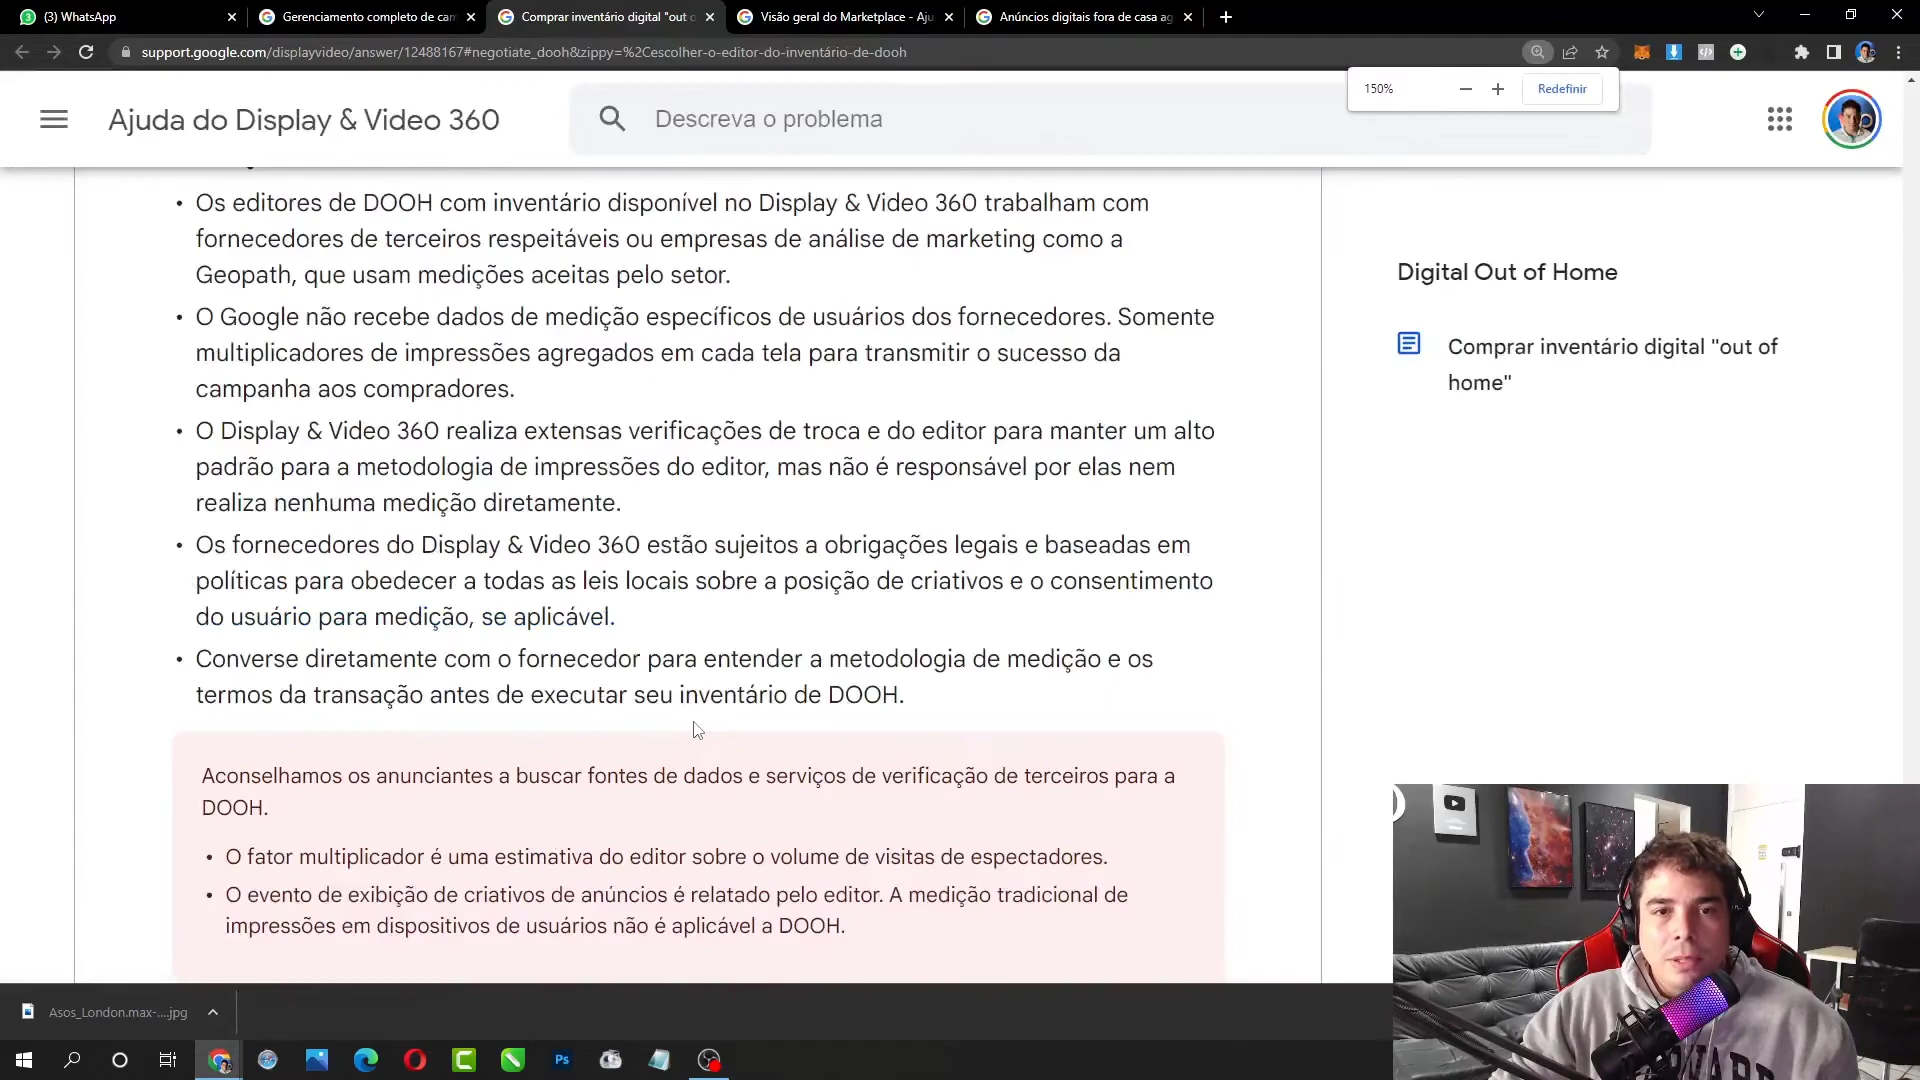 (3) WhatsApp
Gerenciamento completo de cam
Comprar inventário digital "out o
Visão geral do Marketplace - Aju
Anúncios digitais fora de casa ag
support.google.com/displayvideo/answer/12488167#negotiate_dooh&zippy=%2Cescolher-o-editor-do-inventário-de-dooh
150%
Redefinir
Ajuda do Display & Video 360
Descreva o problema
• Os editores de DOOH com inventário disponível no Display & Video 360 trabalham com
fornecedores de terceiros respeitáveis ou empresas de análise de marketing como a
Geopath, que usam medições aceitas pelo setor.
• O Google não recebe dados de medição específicos de usuários dos fornecedores. Somente
multiplicadores de impressões agregados em cada tela para transmitir o sucesso da
campanha aos compradores.
• O Display & Video 360 realiza extensas verificações de troca e do editor para manter um alto
padrão para a metodologia de impressões do editor, mas não é responsável por elas nem
realiza nenhuma medição diretamente.
• Os fornecedores do Display & Video 360 estão sujeitos a obrigações legais e baseadas em
políticas para obedecer a todas as leis locais sobre a posição de criativos e o consentimento
do usuário para medição, se aplicável.
• Converse diretamente com o fornecedor para entender a metodologia de medição e os
termos da transação antes de executar seu inventário de DOOH.
Aconselhamos os anunciantes a buscar fontes de dados e serviços de verificação de terceiros para a
DOOH.
• O fator multiplicador é uma estimativa do editor sobre o volume de visitas de espectadores.
• O evento de exibição de criativos de anúncios é relatado pelo editor. A medição tradicional de
impressões em dispositivos de usuários não é aplicável a DOOH.
Digital Out of Home
Comprar inventário digital "out of
home"
Asos_London.max-....jpg
Ps